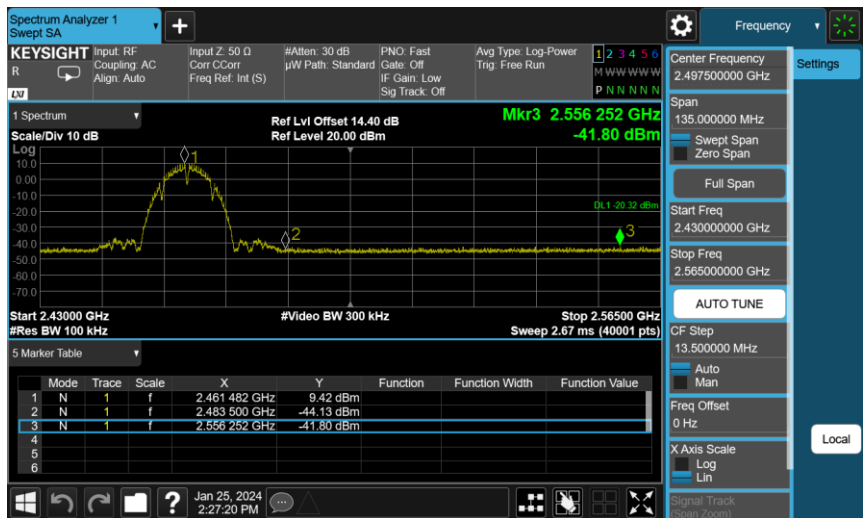 Spectrum Analyzer 1
Swept SA
+
Frequency
KEYSIGHT
R
LXI
Input: RF
Coupling: AC
Align: Auto
Input Z: 50 Ω
Corr CCorr
Freq Ref: Int (S)
#Atten: 30 dB
µW Path: Standard
PNO: Fast
Gate: Off
IF Gain: Low
Sig Track: Off
Avg Type: Log-Power
Trig: Free Run
1 2 3 4 5 6
M W W W W W
P N N N N N
1 Spectrum
Scale/Div 10 dB
Ref Lvl Offset 14.40 dB
Ref Level 20.00 dBm
Mkr3 2.556 252 GHz
-41.80 dBm
Log
10.0
0.00
-10.0
-20.0
-30.0
-40.0
-50.0
-60.0
-70.0
1
2
3
DL1 -20.32 dBm
Start 2.43000 GHz
#Res BW 100 kHz
#Video BW 300 kHz
Stop 2.56500 GHz
Sweep 2.67 ms (40001 pts)
5 Marker Table
Mode Trace Scale X Y Function Function Width Function Value
1 N 1 f 2.461 482 GHz 9.42 dBm
2 N 1 f 2.483 500 GHz -44.13 dBm
3 N 1 f 2.556 252 GHz -41.80 dBm
4
5
6
?
Jan 25, 2024
2:27:20 PM
Center Frequency
2.497500000 GHz
Span
135.000000 MHz
Swept Span
Zero Span
Full Span
Start Freq
2.430000000 GHz
Stop Freq
2.565000000 GHz
AUTO TUNE
CF Step
13.500000 MHz
Auto
Man
Freq Offset
0 Hz
X Axis Scale
Log
Lin
Signal Track
(Span Zoom)
Settings
Local